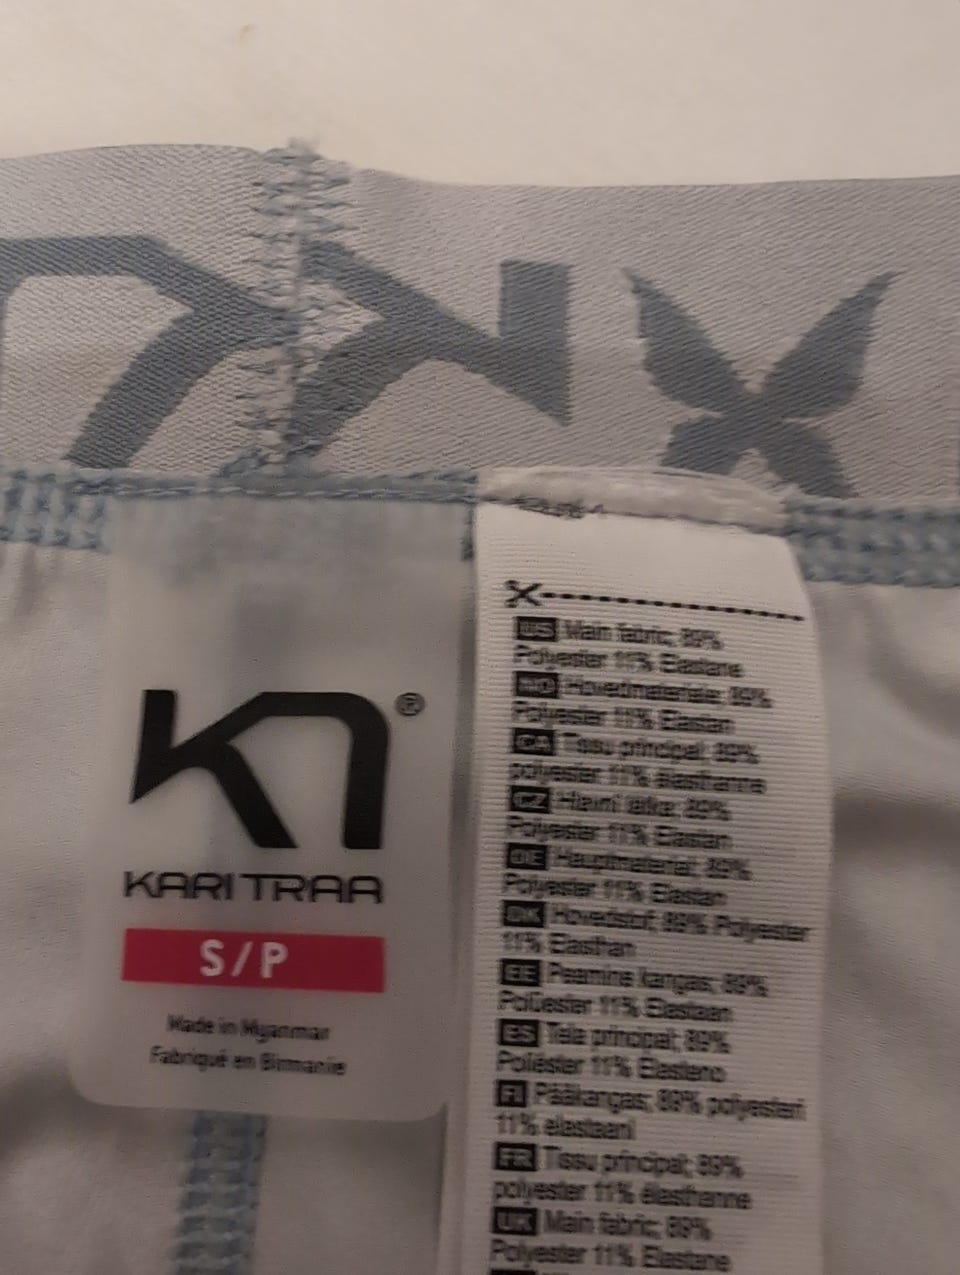 KARI TRAA
S/P
Made in Myanmar
Fabriqué en Birmanie
US Main fabric; 89%
Polyester 11% Elastane
NO Hovedmateriale; 89%
Polyester 11% Elastan
CA Tissu principal; 89%
polyester 11% élasthanne
CZ Hlavní látka; 89%
Polyester 11% Elastan
DE Hauptmaterial; 89%
Polyester 11% Elastan
DK Hovedstof; 89% Polyester
11% Elasthan
EE Peamine kangas; 89%
Polüester 11% Elastaan
ES Tela principal; 89%
Poliéster 11% Elastano
FI Pääkangas; 89% polyesteri
11% elastaani
FR Tissu principal; 89%
polyester 11% élasthanne
UK Main fabric; 89%
Polyester 11% Elastane